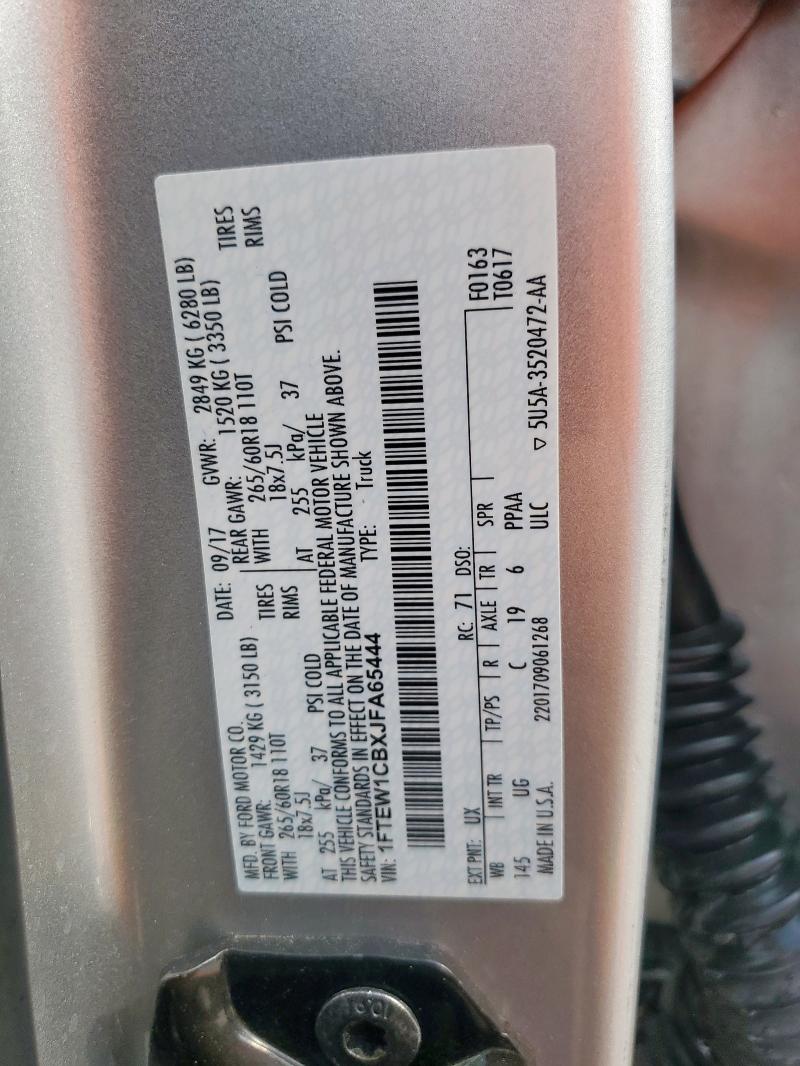 MFD. BY FORD MOTOR CO.
DATE: 09/17 GVWR: 2849 KG ( 6280 LB)
FRONT GAWR: 1429 KG ( 3150 LB) REAR GAWR: 1520 KG ( 3350 LB)
WITH 265/60R18 110T TIRES WITH 265/60R18 110T TIRES
18x7.5J RIMS 18x7.5J RIMS
AT 255 kPa/ 37 PSI COLD AT 255 kPa/ 37 PSI COLD
THIS VEHICLE CONFORMS TO ALL APPLICABLE FEDERAL MOTOR VEHICLE
SAFETY STANDARDS IN EFFECT ON THE DATE OF MANUFACTURE SHOWN ABOVE.
VIN: 1FTEW1CBXJFA65444 TYPE: Truck
F0163
T0617
EXT PNT: UX RC: 71 DSO:
WB INT TR TP/PS R AXLE TR SPR
145 UG C 19 6 PPAA
MADE IN U.S.A. 2201709061268 ULC
▽ 5U5A-3520472-AA
10.9